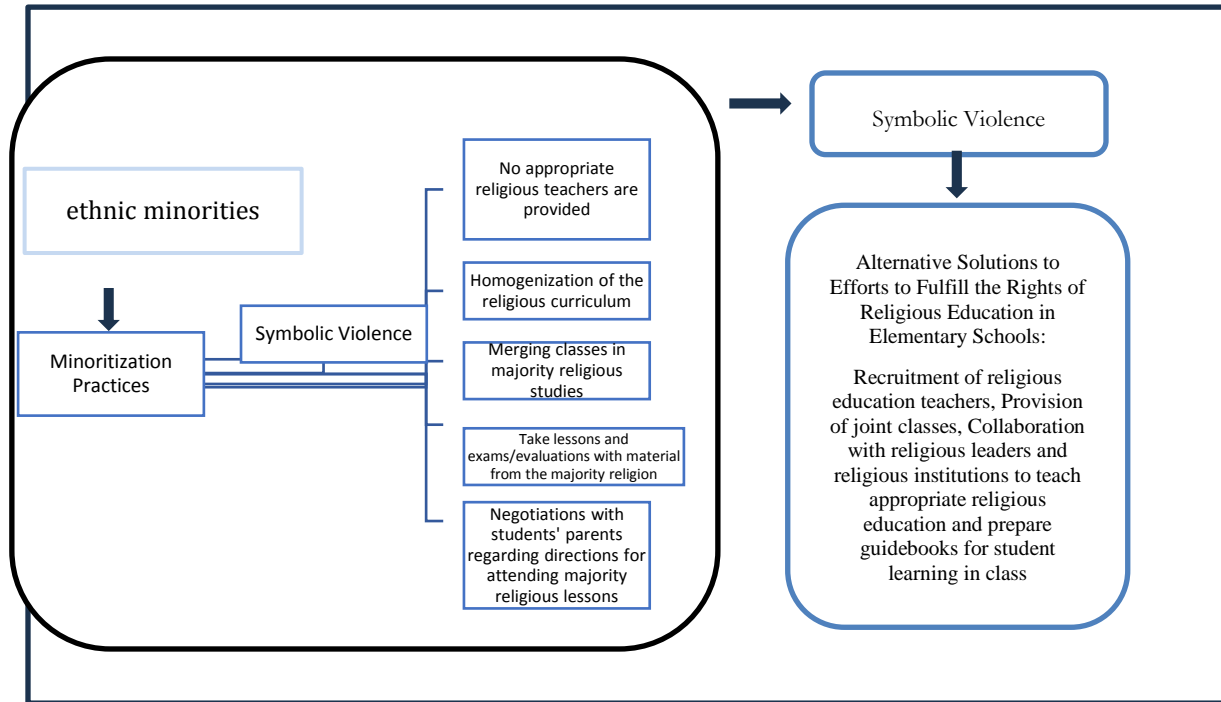 ethnic minorities
Minoritization
Practices
Symbolic Violence
No appropriate
religious teachers are
provided
Homogenization of the
religious curriculum
Merging classes in
majority religious
studies
Take lessons and
exams/evaluations with material
from the majority religion
Negotiations with
students' parents
regarding directions for
attending majority
religious lessons
Symbolic Violence
Alternative Solutions to
Efforts to Fulfill the Rights of
Religious Education in
Elementary Schools:
Recruitment of religious
education teachers, Provision
of joint classes, Collaboration
with religious leaders and
religious institutions to teach
appropriate religious
education and prepare
guidebooks for student
learning in class